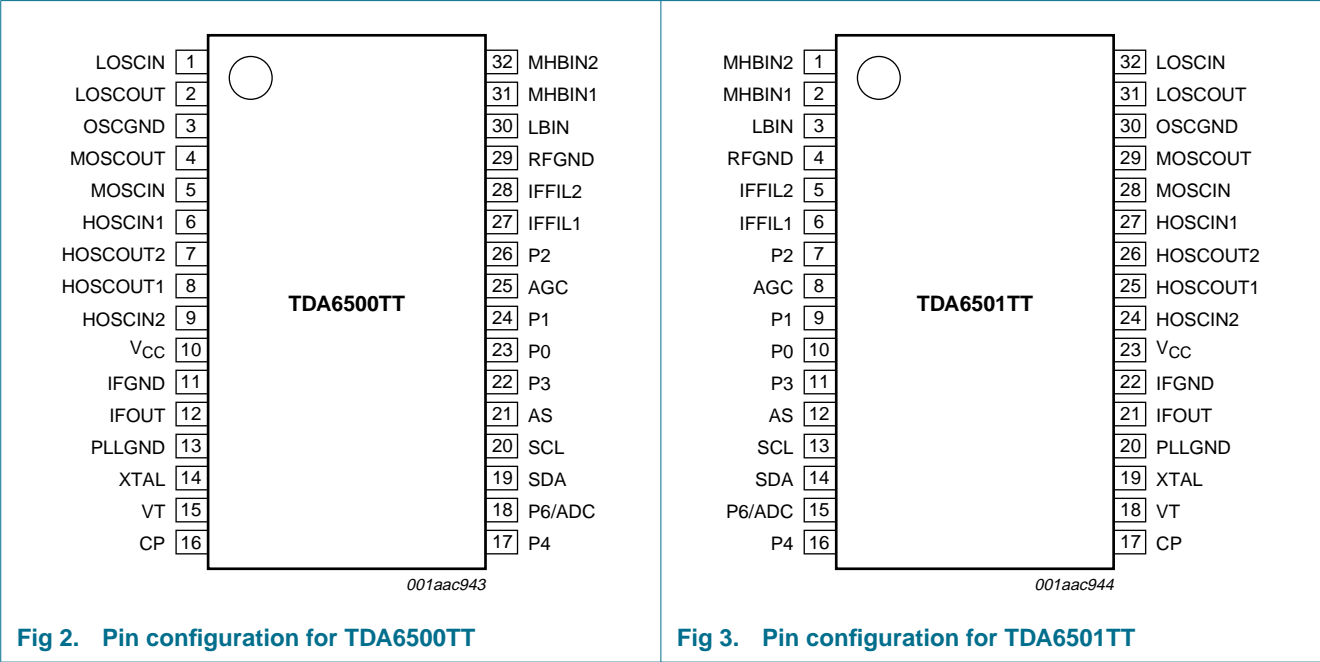 LOSCIN 1
LOSCOUT 2
OSCGND 3
MOSCOUT 4
MOSCIN 5
HOSCIN1 6
HOSCOUT2 7
HOSCOUT1 8
HOSCIN2 9
VCC 10
IFGND 11
IFOUT 12
PLLGND 13
XTAL 14
VT 15
CP 16
TDA6500TT
32 MHBIN2
31 MHBIN1
30 LBIN
29 RFGND
28 IFFIL2
27 IFFIL1
26 P2
25 AGC
24 P1
23 P0
22 P3
21 AS
20 SCL
19 SDA
18 P6/ADC
17 P4
001aac943
Fig 2. Pin configuration for TDA6500TT
MHBIN2 1
MHBIN1 2
LBIN 3
RFGND 4
IFFIL2 5
IFFIL1 6
P2 7
AGC 8
P1 9
P0 10
P3 11
AS 12
SCL 13
SDA 14
P6/ADC 15
P4 16
TDA6501TT
32 LOSCIN
31 LOSCOUT
30 OSCGND
29 MOSCOUT
28 MOSCIN
27 HOSCIN1
26 HOSCOUT2
25 HOSCOUT1
24 HOSCIN2
23 VCC
22 IFGND
21 IFOUT
20 PLLGND
19 XTAL
18 VT
17 CP
001aac944
Fig 3. Pin configuration for TDA6501TT